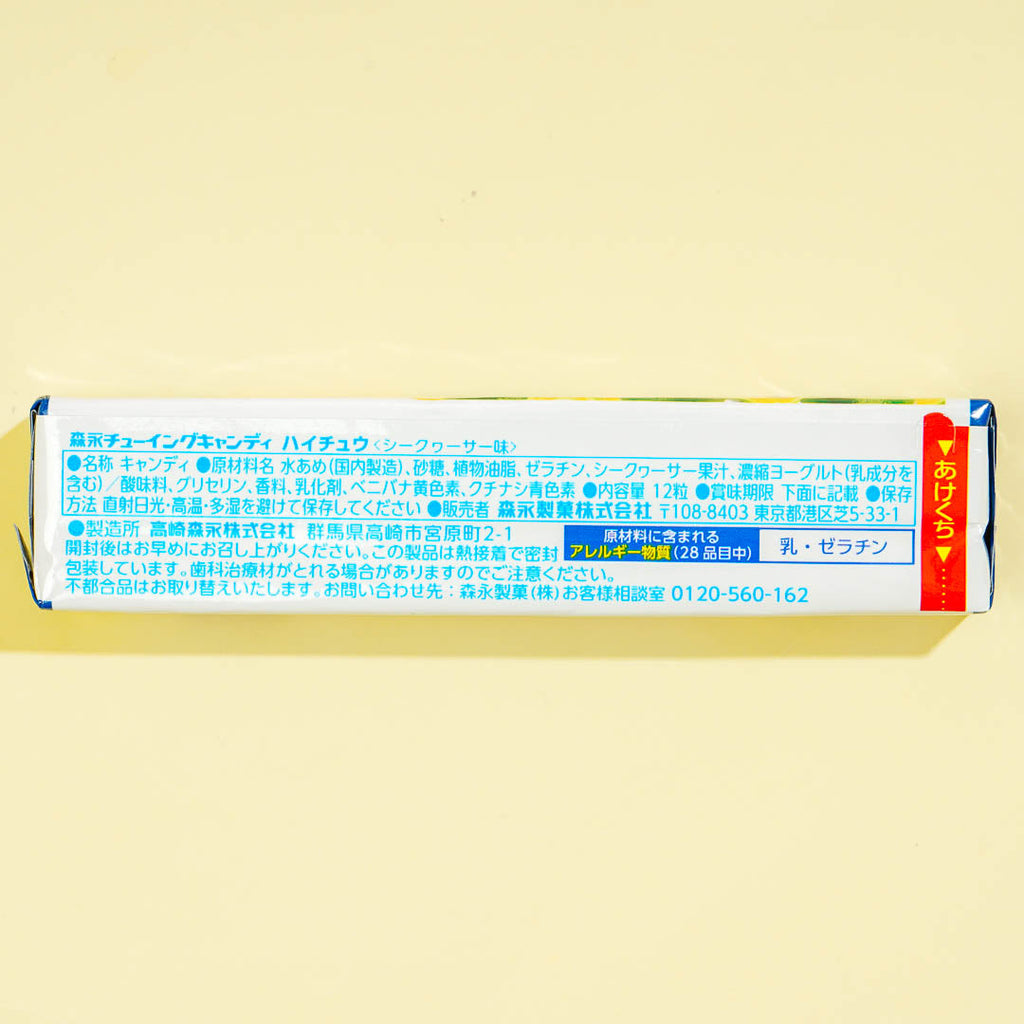 森永チューイングキャンディ ハイチュウ〈シークヮーサー味〉
●名称 キャンディ ●原材料名 水あめ(国内製造)、砂糖、植物油脂、ゼラチン、シークヮーサー果汁、濃縮ヨーグルト(乳成分を
含む)/酸味料、グリセリン、香料、乳化剤、ベニバナ黄色素、クチナシ青色素 ●内容量 12粒 ●賞味期限 下面に記載 ●保存
方法 直射日光・高温・多湿を避けて保存してください ●販売者 森永製菓株式会社 〒108-8403 東京都港区芝5-33-1
●製造所 高崎森永株式会社 群馬県高崎市宮原町2-1
開封後はお早めにお召し上がりください。この製品は熱接着で密封
包装しています。歯科治療材がとれる場合がありますのでご注意ください。
不都合品はお取り替えいたします。お問い合わせ先：森永製菓(株)お客様相談室 0120-560-162
原材料に含まれる
アレルギー物質(28品目中)
乳・ゼラチン
▼あけくち▼